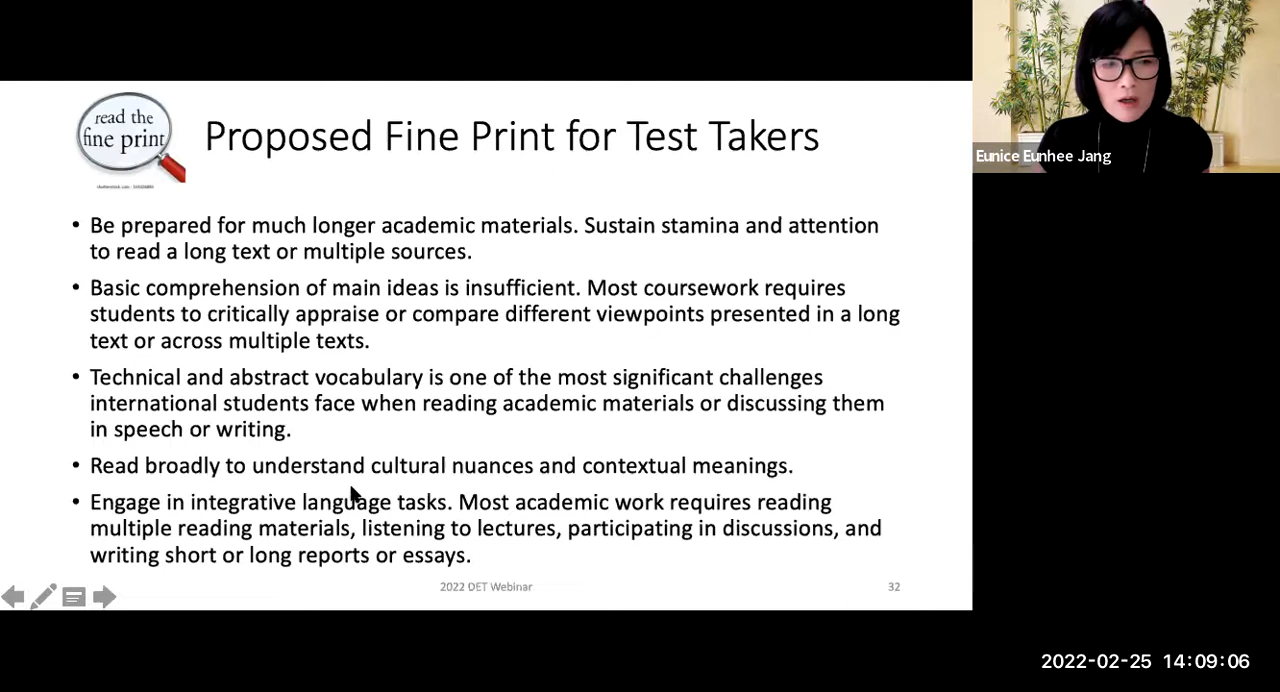 read the
fine print
Proposed Fine Print for Test Takers
Eunice Eunhee Jang
• Be prepared for much longer academic materials. Sustain stamina and attention
to read a long text or multiple sources.
• Basic comprehension of main ideas is insufficient. Most coursework requires
students to critically appraise or compare different viewpoints presented in a long
text or across multiple texts.
• Technical and abstract vocabulary is one of the most significant challenges
international students face when reading academic materials or discussing them
in speech or writing.
• Read broadly to understand cultural nuances and contextual meanings.
• Engage in integrative language tasks. Most academic work requires reading
multiple reading materials, listening to lectures, participating in discussions, and
writing short or long reports or essays.
2022 DET Webinar
32
2022-02-25 14:09:06